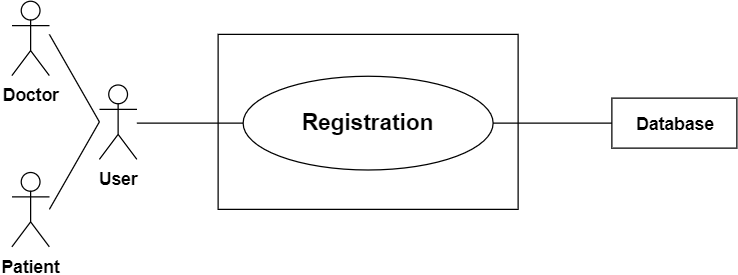 Doctor
User
Patient
Registration
Database